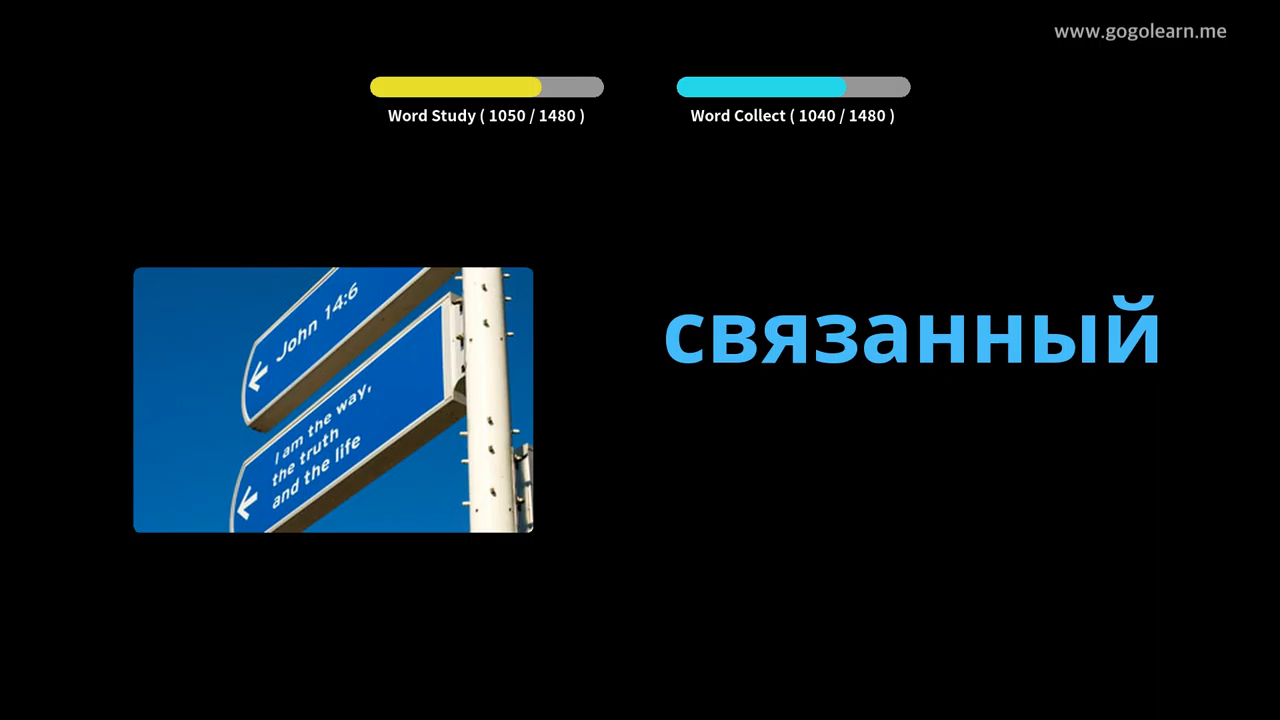 www.gogolearn.me
Word Study ( 1050 / 1480 )
Word Collect ( 1040 / 1480 )
John 14:6
I am the way,
the truth
and the life
связанный